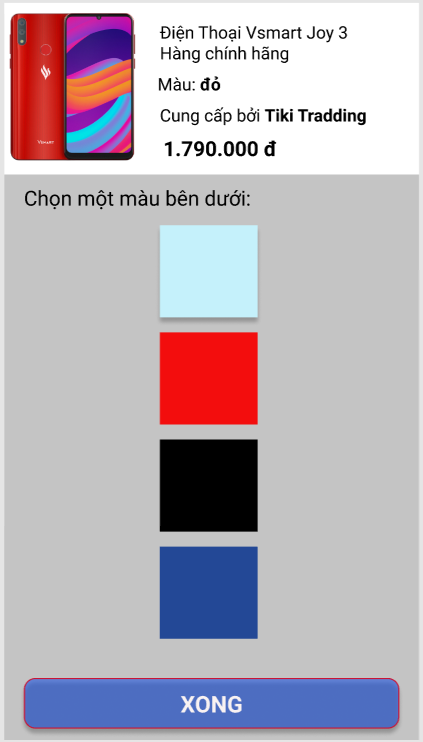 Điện Thoại Vsmart Joy 3
Hàng chính hãng
Màu: đỏ
Cung cấp bởi Tiki Tradding
1.790.000 đ
Vsmart
Chọn một màu bên dưới:
XONG